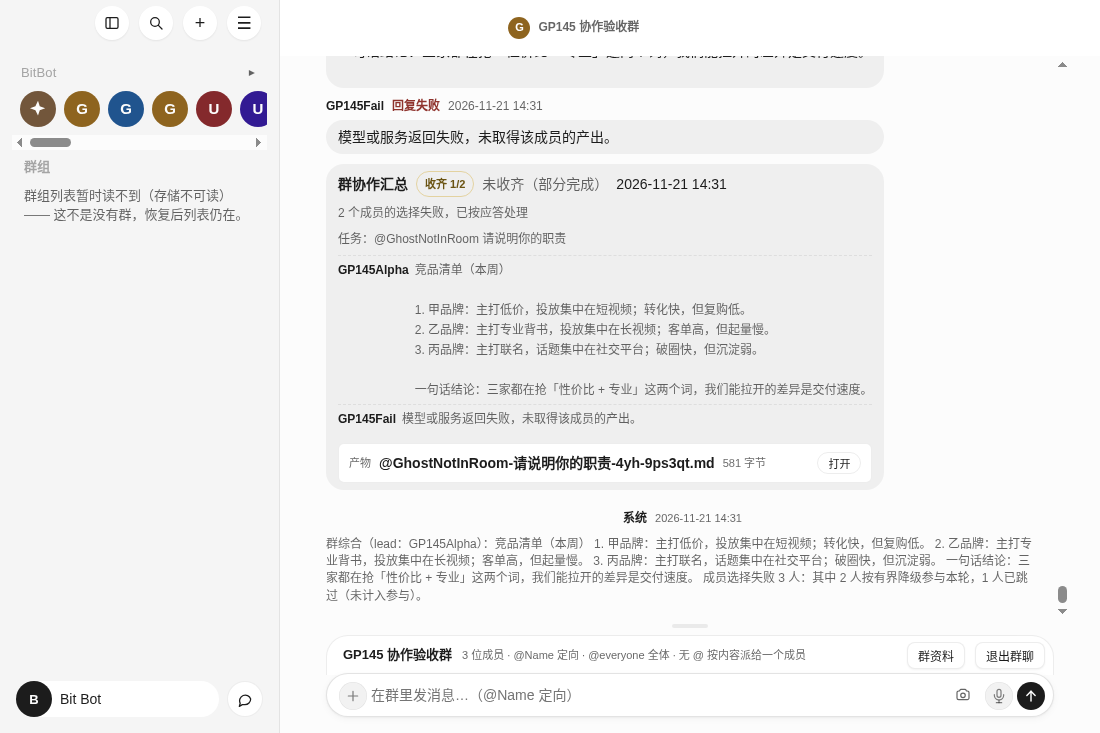 G GP145 协作验收群
BitBot
G G G U U
群组
群组列表暂时读不到（存储不可读）
—— 这不是没有群，恢复后列表仍在。
GP145Fail 回复失败 2026-11-21 14:31
模型或服务返回失败，未取得该成员的产出。
群协作汇总 收齐 1/2 未收齐（部分完成） 2026-11-21 14:31
2 个成员的选择失败，已按应答处理
任务：@GhostNotInRoom 请说明你的职责
GP145Alpha 竞品清单（本周）
1. 甲品牌：主打低价，投放集中在短视频；转化快，但复购低。
2. 乙品牌：主打专业背书，投放集中在长视频；客单高，但起量慢。
3. 丙品牌：主打联名，话题集中在社交平台；破圈快，但沉淀弱。
一句话结论：三家都在抢「性价比 + 专业」这两个词，我们能拉开的差异是交付速度。
GP145Fail 模型或服务返回失败，未取得该成员的产出。
产物 @GhostNotInRoom-请说明你的职责-4yh-9ps3qt.md 581 字节 打开
系统 2026-11-21 14:31
群综合（lead：GP145Alpha）：竞品清单（本周） 1. 甲品牌：主打低价，投放集中在短视频；转化快，但复购低。 2. 乙品牌：主打专
业背书，投放集中在长视频；客单高，但起量慢。 3. 丙品牌：主打联名，话题集中在社交平台；破圈快，但沉淀弱。 一句话结论：三
家都在抢「性价比 + 专业」这两个词，我们能拉开的差异是交付速度。 成员选择失败 3 人：其中 2 人按有界降级参与本轮，1 人已跳
过（未计入参与）。
GP145 协作验收群 3 位成员 · @Name 定向 · @everyone 全体 · 无 @ 按内容派给一个成员 群资料 退出群聊
在群里发消息…（@Name 定向）
B Bit Bot